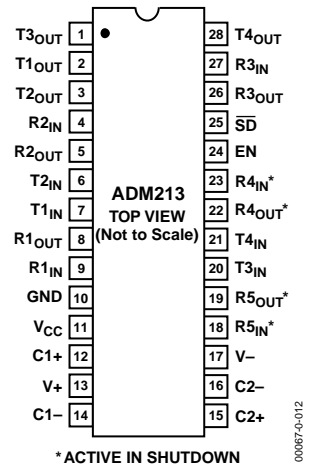 T3OUT 1
T1OUT 2
T2OUT 3
R2IN 4
R2OUT 5
T2IN 6
T1IN 7
R1OUT 8
R1IN 9
GND 10
VCC 11
C1+ 12
V+ 13
C1– 14
ADM213
TOP VIEW
(Not to Scale)
28 T4OUT
27 R3IN
26 R3OUT
25 S̅D̅
24 EN
23 R4IN*
22 R4OUT*
21 T4IN
20 T3IN
19 R5OUT*
18 R5IN*
17 V–
16 C2–
15 C2+
*ACTIVE IN SHUTDOWN
00067-0-012